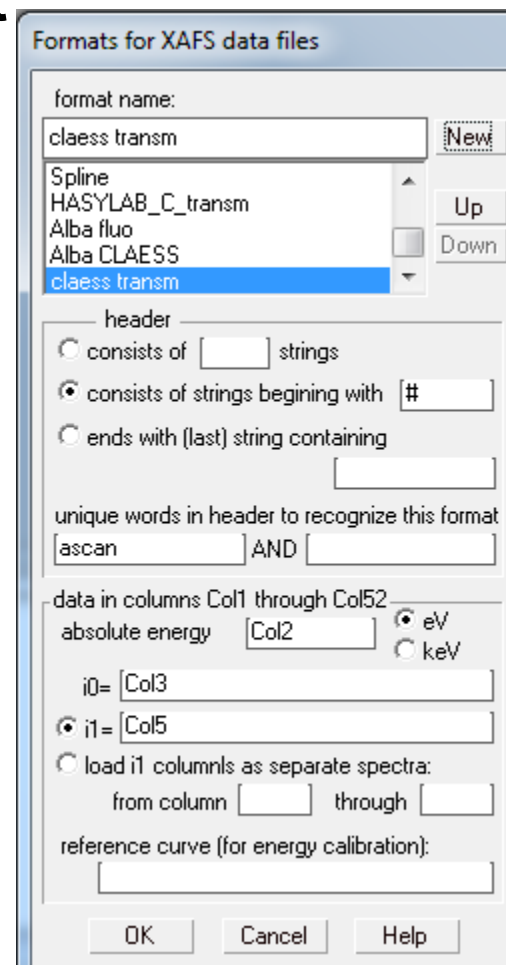 Formats for XAFS data files
format name:
claess transm
New
Spline
HASYLAB_C_transm
Alba fluo
Alba CLAESS
claess transm
Up
Down
header
consists of strings
consists of strings begining with #
ends with (last) string containing
unique words in header to recognize this format
ascan AND
data in columns Col1 through Col52
absolute energy Col2 eV
keV
i0= Col3
i1= Col5
load i1 columnls as separate spectra:
from column through
reference curve (for energy calibration):
OK Cancel Help